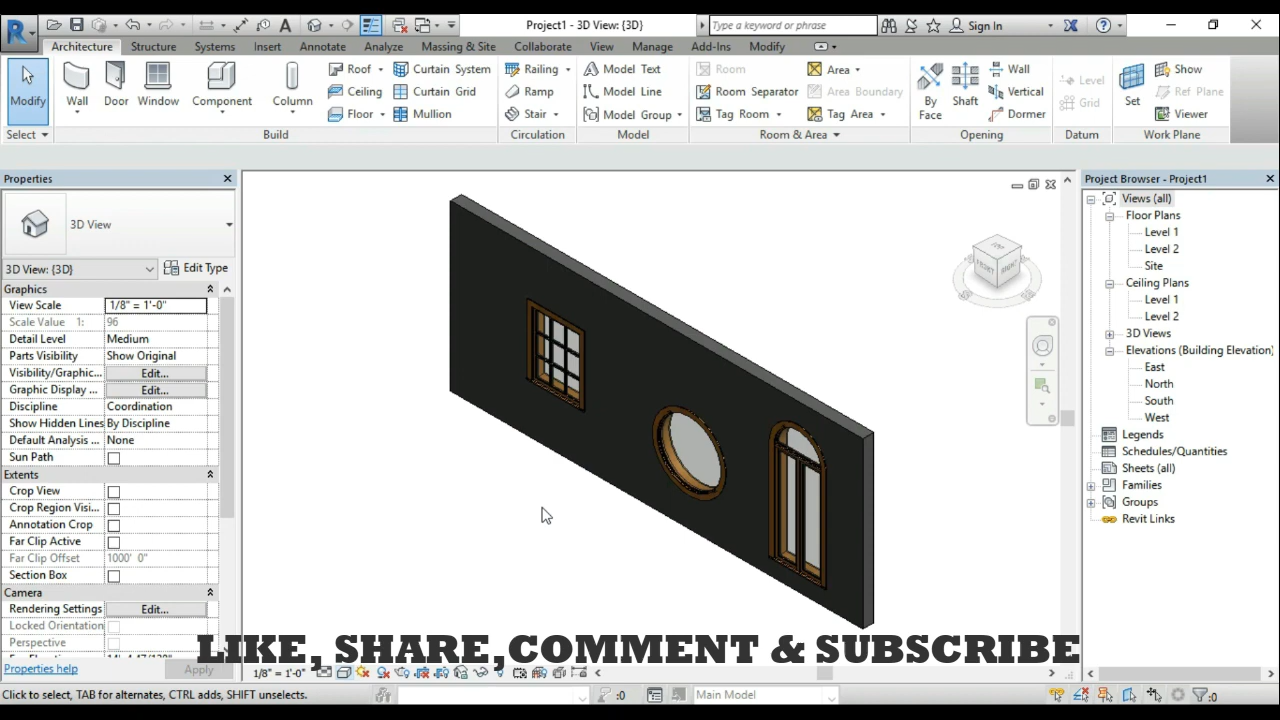 Project1 - 3D View: {3D}
Type a keyword or phrase
Sign In
Architecture Structure Systems Insert Annotate Analyze Massing & Site Collaborate View Manage Add-Ins Modify
Modify Wall Door Window Component Column
Roof Curtain System
Ceiling Curtain Grid
Floor Mullion
Railing Model Text
Ramp Model Line
Stair Model Group
Room Area
Room Separator Area Boundary
Tag Room Tag Area
By Face Shaft Wall
Vertical
Dormer
Level
Grid
Set Show
Ref Plane
Viewer
Select Build Circulation Model Room & Area Opening Datum Work Plane
Properties
3D View
3D View: {3D} Edit Type
Graphics
View Scale 1/8" = 1'-0"
Scale Value 1: 96
Detail Level Medium
Parts Visibility Show Original
Visibility/Graphic... Edit...
Graphic Display ... Edit...
Discipline Coordination
Show Hidden Lines By Discipline
Default Analysis ... None
Sun Path
Extents
Crop View
Crop Region Visi...
Annotation Crop
Far Clip Active
Far Clip Offset 1000' 0"
Section Box
Camera
Rendering Settings Edit...
Locked Orientation
Perspective
Properties help Apply
TOP
FRONT RIGHT
Project Browser - Project1
Views (all)
Floor Plans
Level 1
Level 2
Site
Ceiling Plans
Level 1
Level 2
3D Views
Elevations (Building Elevation)
East
North
South
West
Legends
Schedules/Quantities
Sheets (all)
Families
Groups
Revit Links
LIKE, SHARE,COMMENT & SUBSCRIBE
1/8" = 1'-0"
Click to select, TAB for alternates, CTRL adds, SHIFT unselects.
:0
Main Model
:0